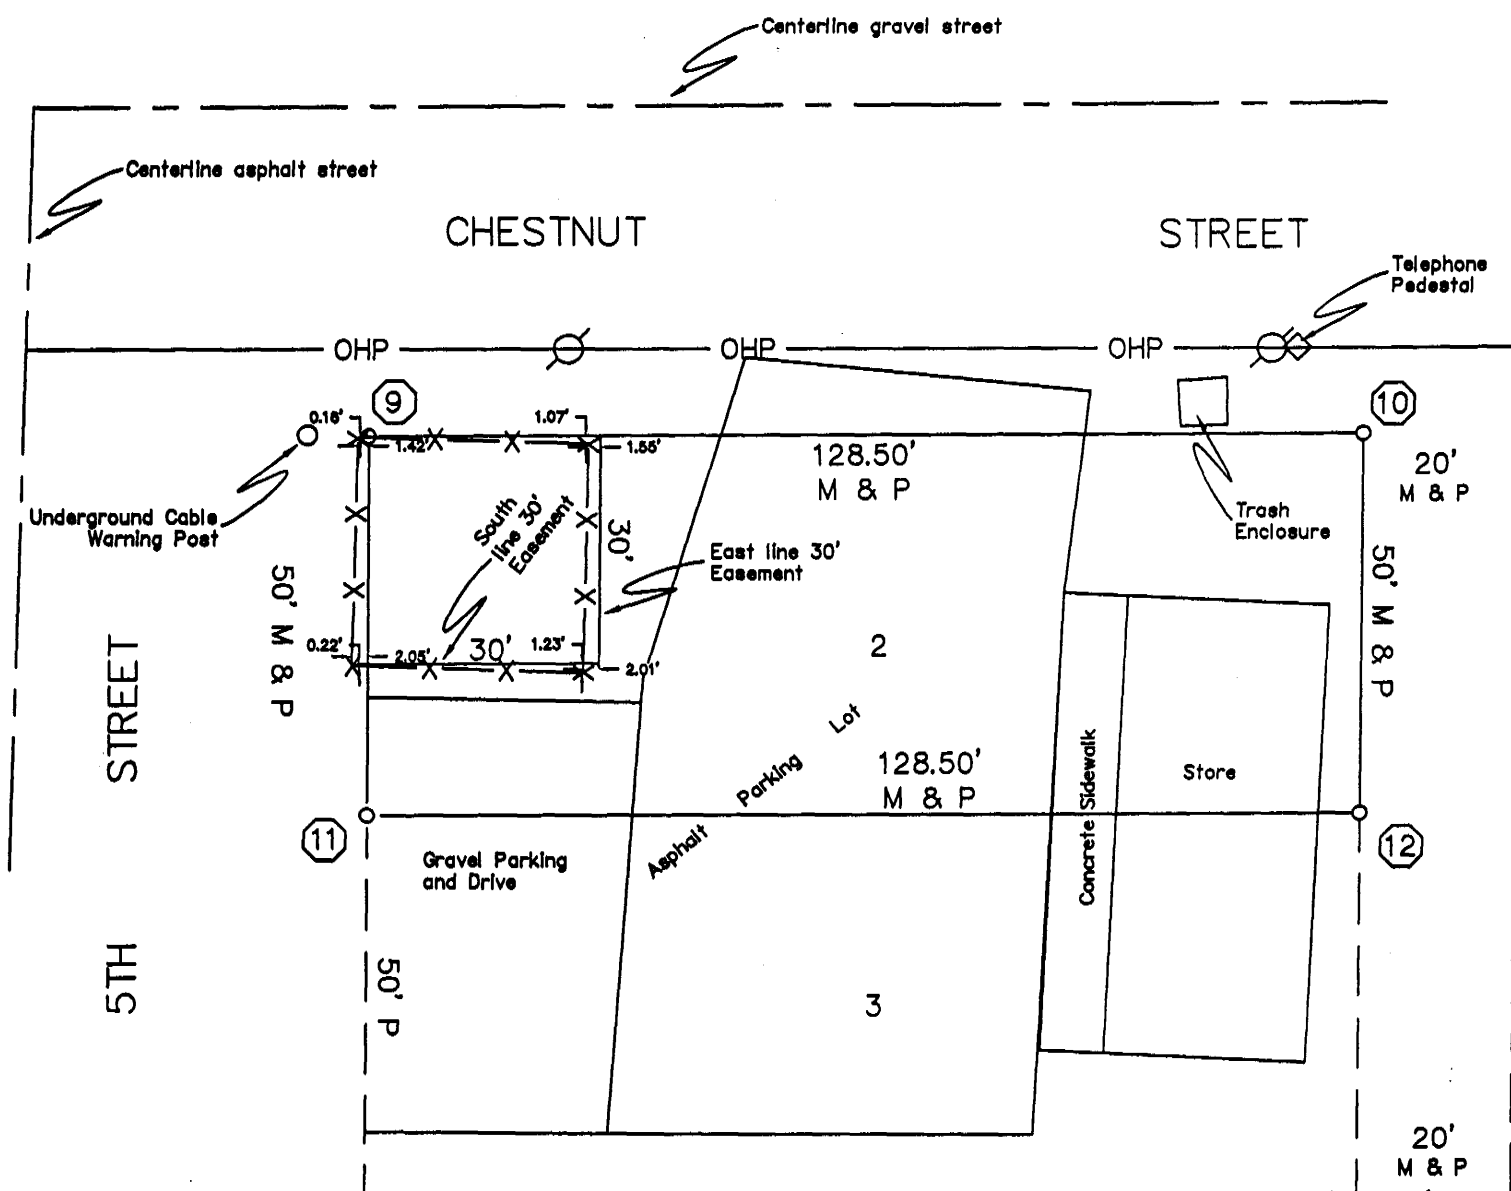 Centerline gravel street
Centerline asphalt street
CHESTNUT STREET
Telephone
Pedestal
OHP
OHP
OHP
9
10
0.16'
1.42'
1.07'
1.55'
128.50'
M & P
20'
M & P
Underground Cable
Warning Post
South
line 30'
Easement
30'
East line 30'
Easement
Trash
Enclosure
50' M & P
50' M & P
0.22'
2.05'
30'
1.23'
2.01'
2
5TH STREET
Asphalt Parking Lot
128.50'
M & P
Concrete Sidewalk
Store
11
12
Gravel Parking
and Drive
50' P
3
20'
M & P